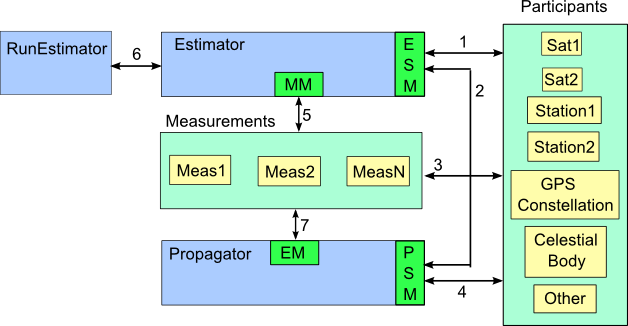 Participants
RunEstimator
6
Estimator
E
S
M
MM
1
2
Sat1
Sat2
Station1
Station2
5
Measurements
Meas1
Meas2
MeasN
3
GPS
Constellation
7
Propagator
EM
P
S
M
4
Celestial
Body
Other